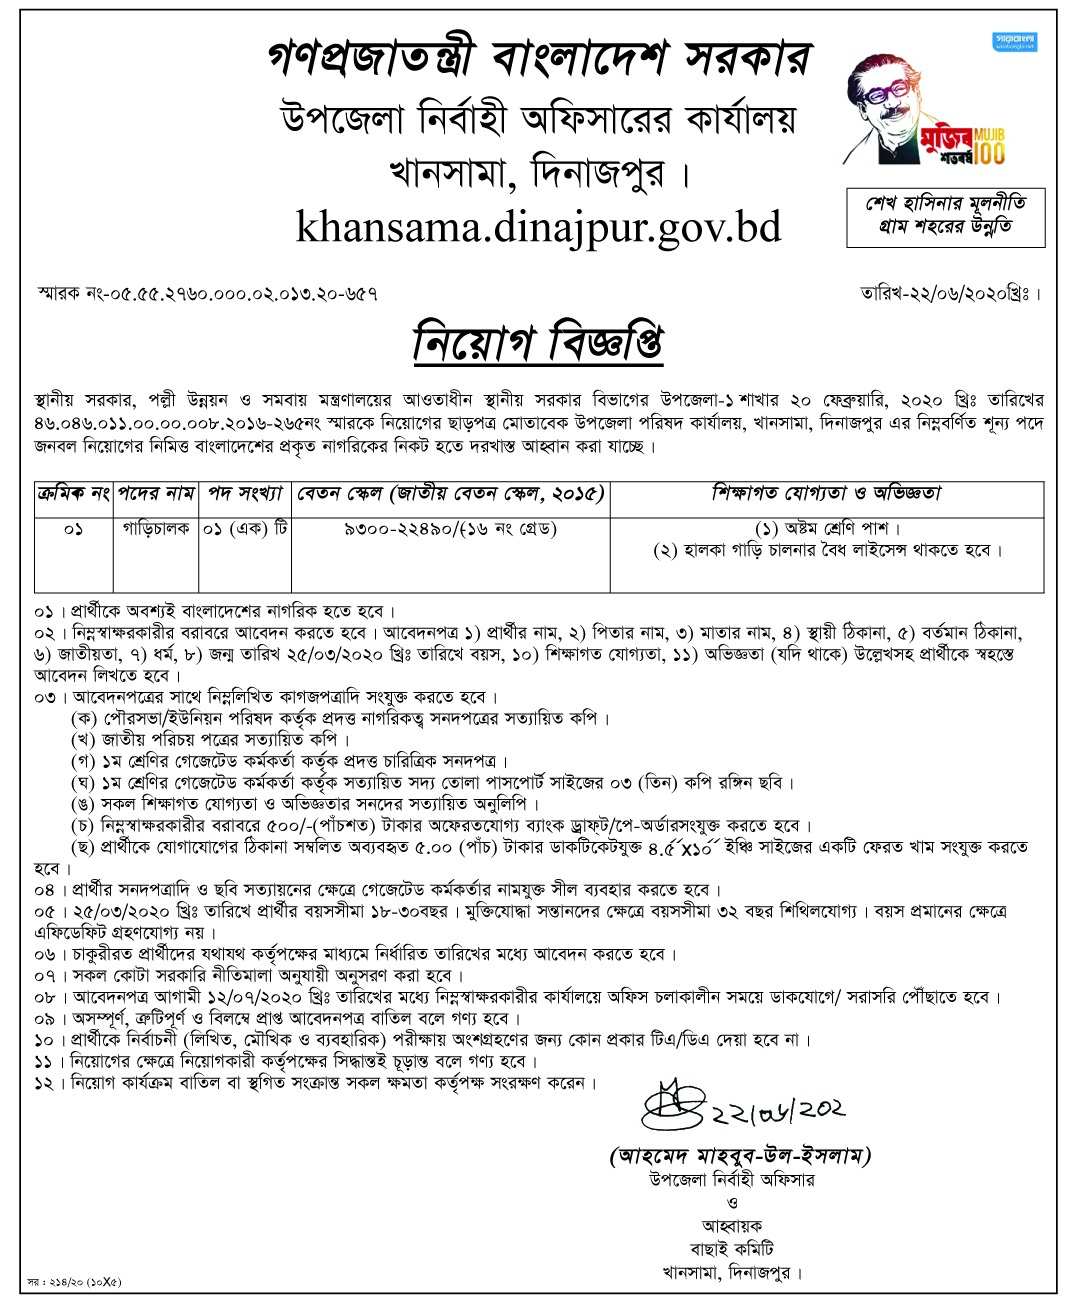 সারাবাংলা
গণপ্রজাতন্ত্রী বাংলাদেশ সরকার
উপজেলা নির্বাহী অফিসারের কার্যালয়
খানসামা, দিনাজপুর।
khansama.dinajpur.gov.bd
মুজিব MUJIB
শতবর্ষ 100
শেখ হাসিনার মূলনীতি
গ্রাম শহরের উন্নতি
স্মারক নং-০৫.৫৫.২৭৬০.০০০.০২.০১৩.২০-৬৫৭ তারিখ-২২/০৬/২০২০খ্রিঃ।
নিয়োগ বিজ্ঞপ্তি
স্থানীয় সরকার, পল্লী উন্নয়ন ও সমবায় মন্ত্রণালয়ের আওতাধীন স্থানীয় সরকার বিভাগের উপজেলা-১ শাখার ২০ ফেব্রুয়ারি, ২০২০ খ্রিঃ তারিখের
৪৬.০৪৬.০১১.০০.০০.০০৮.২০১৬-২৬৫নং স্মারকে নিয়োগের ছাড়পত্র মোতাবেক উপজেলা পরিষদ কার্যালয়, খানসামা, দিনাজপুর এর নিম্নবর্ণিত শূন্য পদে
জনবল নিয়োগের নিমিত্ত বাংলাদেশের প্রকৃত নাগরিকের নিকট হতে দরখাস্ত আহ্বান করা যাচ্ছে।
ক্রমিক নং পদের নাম পদ সংখ্যা বেতন স্কেল (জাতীয় বেতন স্কেল, ২০১৫) শিক্ষাগত যোগ্যতা ও অভিজ্ঞতা
০১ গাড়িচালক ০১ (এক) টি ৯৩০০-২২৪৯০/-(১৬ নং গ্রেড) (১) অষ্টম শ্রেণি পাশ।
(২) হালকা গাড়ি চালনার বৈধ লাইসেন্স থাকতে হবে।
০১। প্রার্থীকে অবশ্যই বাংলাদেশের নাগরিক হতে হবে।
০২। নিম্নস্বাক্ষরকারীর বরাবরে আবেদন করতে হবে। আবেদনপত্র ১) প্রার্থীর নাম, ২) পিতার নাম, ৩) মাতার নাম, ৪) স্থায়ী ঠিকানা, ৫) বর্তমান ঠিকানা,
৬) জাতীয়তা, ৭) ধর্ম, ৮) জন্ম তারিখ ২৫/০৩/২০২০ খ্রিঃ তারিখে বয়স, ১০) শিক্ষাগত যোগ্যতা, ১১) অভিজ্ঞতা (যদি থাকে) উল্লেখসহ প্রার্থীকে স্বহস্তে
আবেদন লিখতে হবে।
০৩। আবেদনপত্রের সাথে নিম্নলিখিত কাগজপত্রাদি সংযুক্ত করতে হবে।
(ক) পৌরসভা/ইউনিয়ন পরিষদ কর্তৃক প্রদত্ত নাগরিকত্ব সনদপত্রের সত্যায়িত কপি।
(খ) জাতীয় পরিচয় পত্রের সত্যায়িত কপি।
(গ) ১ম শ্রেণির গেজেটেড কর্মকর্তা কর্তৃক প্রদত্ত চারিত্রিক সনদপত্র।
(ঘ) ১ম শ্রেণির গেজেটেড কর্মকর্তা কর্তৃক সত্যায়িত সদ্য তোলা পাসপোর্ট সাইজের ০৩ (তিন) কপি রঙ্গিন ছবি।
(ঙ) সকল শিক্ষাগত যোগ্যতা ও অভিজ্ঞতার সনদের সত্যায়িত অনুলিপি।
(চ) নিম্নস্বাক্ষরকারীর বরাবরে ৫০০/-(পাঁচশত) টাকার অফেরতযোগ্য ব্যাংক ড্রাফ্‌ট/পে-অর্ডারসংযুক্ত করতে হবে।
(ছ) প্রার্থীকে যোগাযোগের ঠিকানা সম্বলিত অব্যবহৃত ৫.০০ (পাঁচ) টাকার ডাকটিকেটযুক্ত ৪.৫˝x১০˝ ইঞ্চি সাইজের একটি ফেরত খাম সংযুক্ত করতে
হবে।
০৪। প্রার্থীর সনদপত্রাদি ও ছবি সত্যায়নের ক্ষেত্রে গেজেটেড কর্মকর্তার নামযুক্ত সীল ব্যবহার করতে হবে।
০৫। ২৫/০৩/২০২০ খ্রিঃ তারিখে প্রার্থীর বয়সসীমা ১৮-৩০বছর। মুক্তিযোদ্ধা সন্তানদের ক্ষেত্রে বয়সসীমা ৩২ বছর শিথিলযোগ্য। বয়স প্রমানের ক্ষেত্রে
এফিডেফিট গ্রহণযোগ্য নয়।
০৬। চাকুরীরত প্রার্থীদের যথাযথ কর্তৃপক্ষের মাধ্যমে নির্ধারিত তারিখের মধ্যে আবেদন করতে হবে।
০৭। সকল কোটা সরকারি নীতিমালা অনুযায়ী অনুসরণ করা হবে।
০৮। আবেদনপত্র আগামী ১২/০৭/২০২০ খ্রিঃ তারিখের মধ্যে নিম্নস্বাক্ষরকারীর কার্যালয়ে অফিস চলাকালীন সময়ে ডাকযোগে/ সরাসরি পৌঁছাতে হবে।
০৯। অসম্পূর্ণ, ত্রুটিপূর্ণ ও বিলম্বে প্রাপ্ত আবেদনপত্র বাতিল বলে গণ্য হবে।
১০। প্রার্থীকে নির্বাচনী (লিখিত, মৌখিক ও ব্যবহারিক) পরীক্ষায় অংশগ্রহণের জন্য কোন প্রকার টিএ/ডিএ দেয়া হবে না।
১১। নিয়োগের ক্ষেত্রে নিয়োগকারী কর্তৃপক্ষের সিদ্ধান্তই চূড়ান্ত বলে গণ্য হবে।
১২। নিয়োগ কার্যক্রম বাতিল বা স্থগিত সংক্রান্ত সকল ক্ষমতা কর্তৃপক্ষ সংরক্ষণ করেন।
২২/০৬/২০২
(আহমেদ মাহবুব-উল-ইসলাম)
উপজেলা নির্বাহী অফিসার
ও
আহ্বায়ক
বাছাই কমিটি
খানসামা, দিনাজপুর।
সর : ২১৪/২০ (১০X৫)